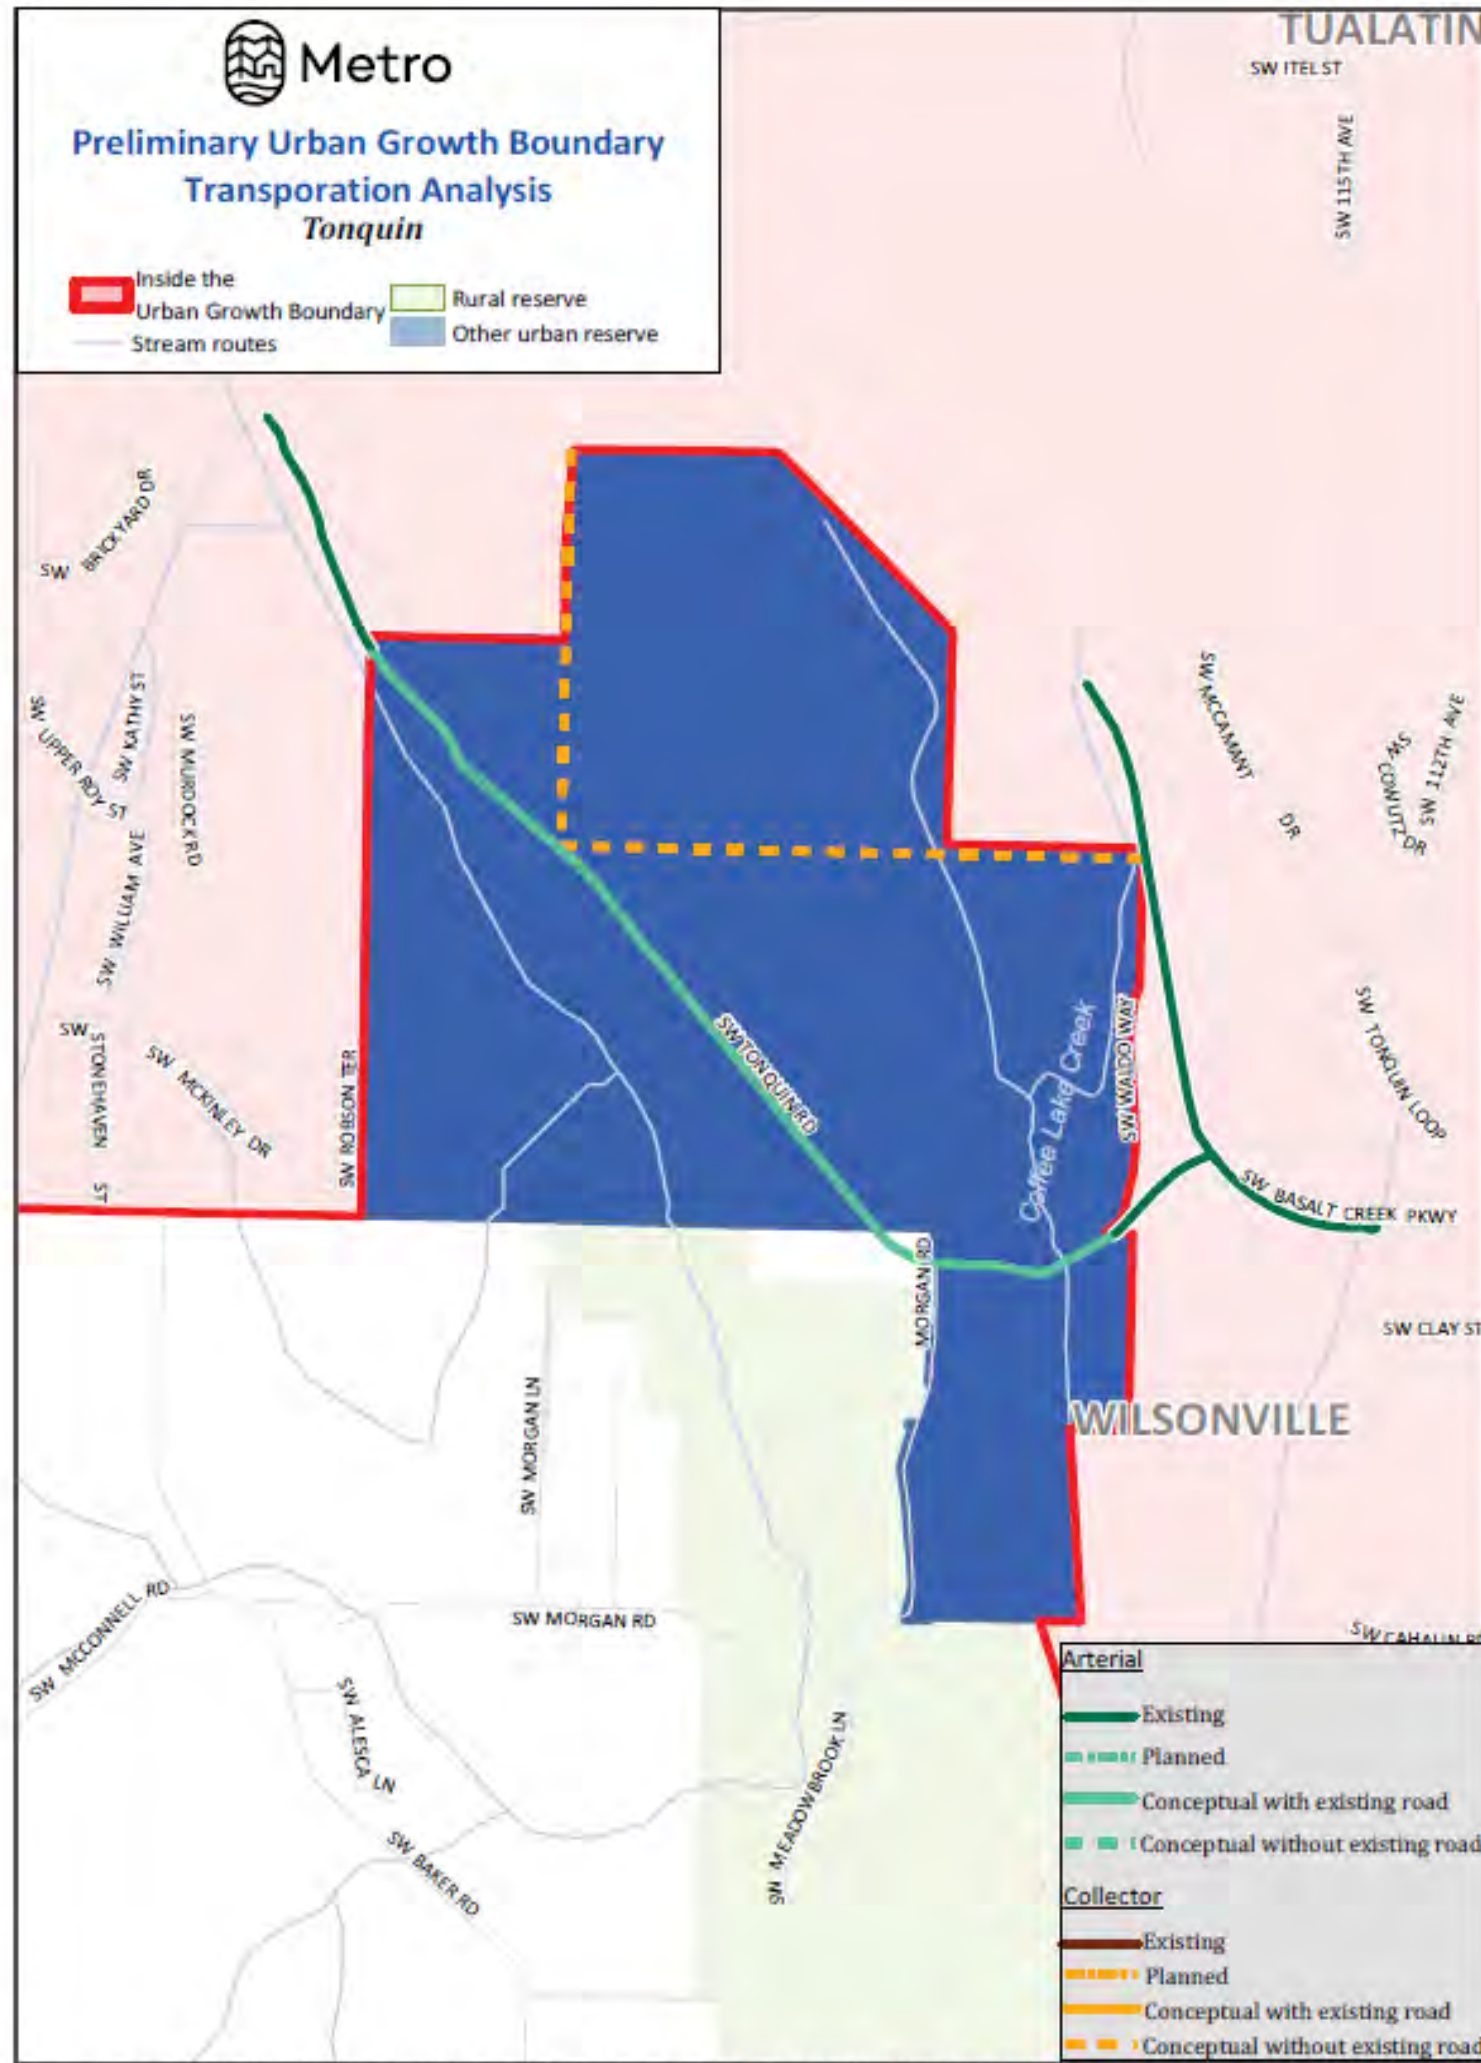 Metro
Preliminary Urban Growth Boundary
Transporation Analysis
Tonquin
Inside the
Urban Growth Boundary
Stream routes
Rural reserve
Other urban reserve
TUALATIN
SW ITEL ST
SW 115TH AVE
SW BRICKYARD DR
SW UPPER ROY ST
SW KATHY ST
SW MURDOCK RD
SW WILLIAM AVE
SW STONEHAVEN ST
SW MCKINLEY DR
SW ROBSON TER
SW TONQUIN RD
Coffee Lake Creek
SW WALDO WAY
SW MCCAMANT DR
SW COWLITZ DR
SW 112TH AVE
SW TONQUIN LOOP
SW BASALT CREEK PKWY
SW CLAY ST
MORGAN RD
WILSONVILLE
SW MORGAN LN
SW MORGAN RD
SW MCCONNELL RD
SW ALESCA LN
SW BAKER RD
SW MEADOWBROOK LN
SW CAHALIN RD
Arterial
Existing
Planned
Conceptual with existing road
Conceptual without existing road
Collector
Existing
Planned
Conceptual with existing road
Conceptual without existing road